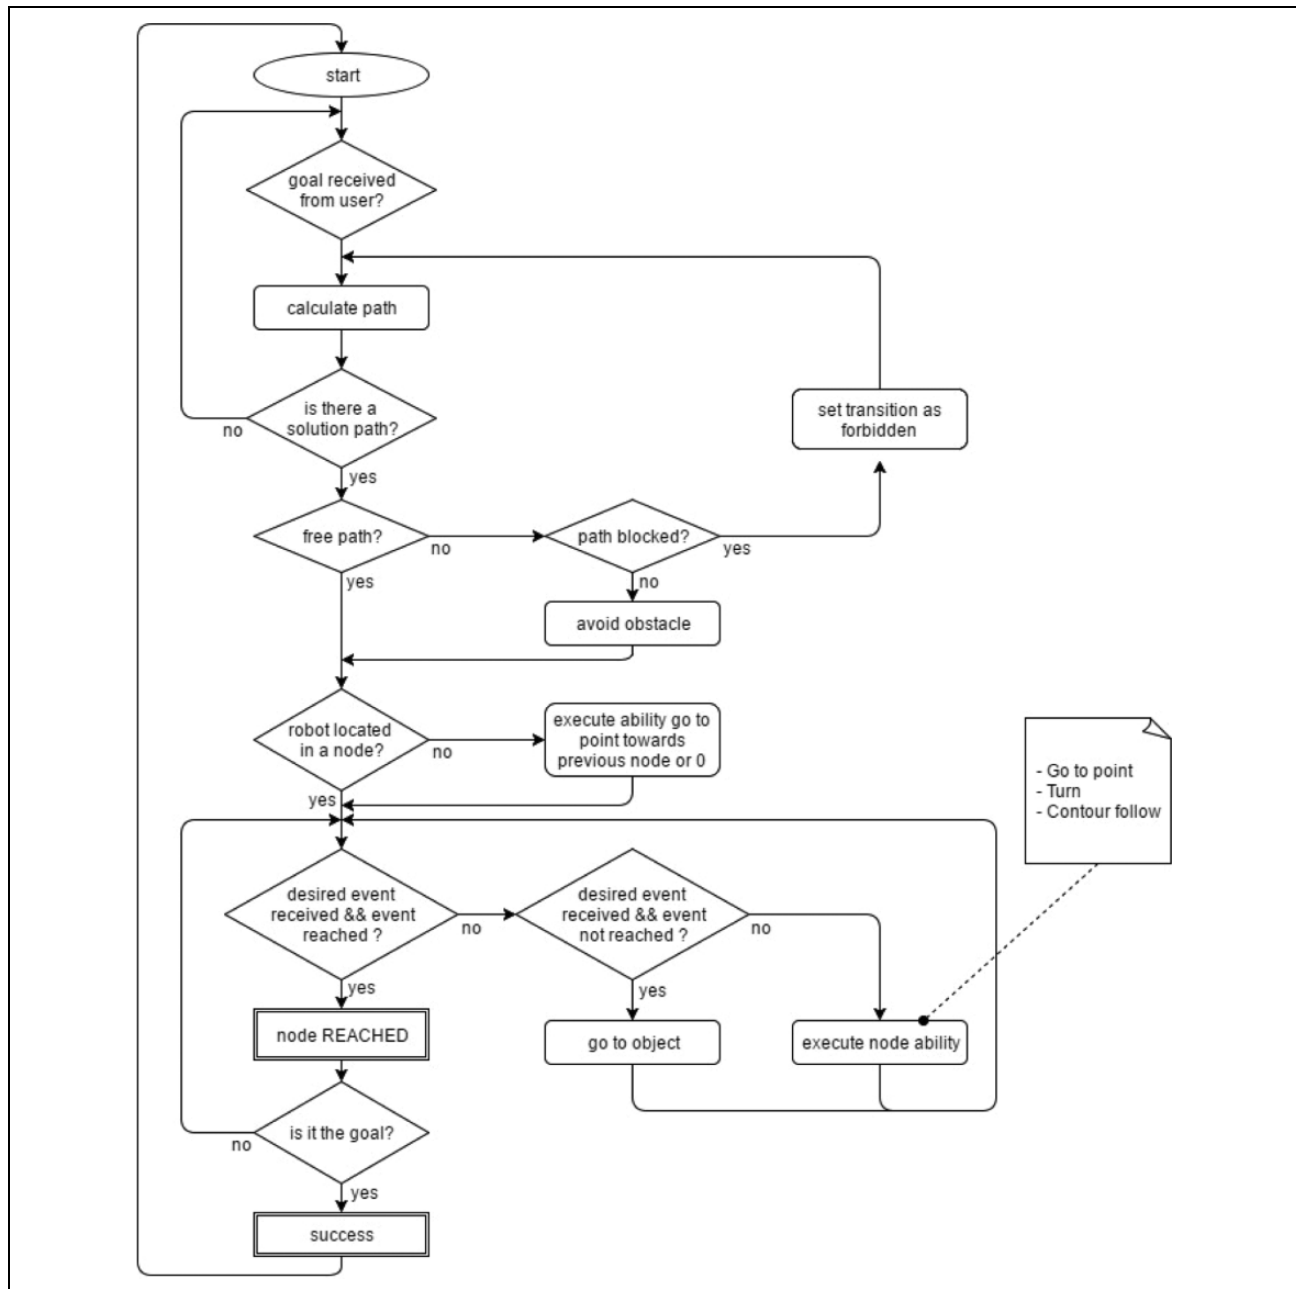 start
goal received
from user?
calculate path
is there a
solution path?
no
yes
set transition as
forbidden
free path?
no
yes
path blocked?
yes
no
avoid obstacle
robot located
in a node?
no
yes
execute ability go to
point towards
previous node or 0
- Go to point
- Turn
- Contour follow
desired event
received && event
reached ?
no
yes
desired event
received && event
not reached ?
no
yes
node REACHED
go to object
execute node ability
is it the goal?
no
yes
success